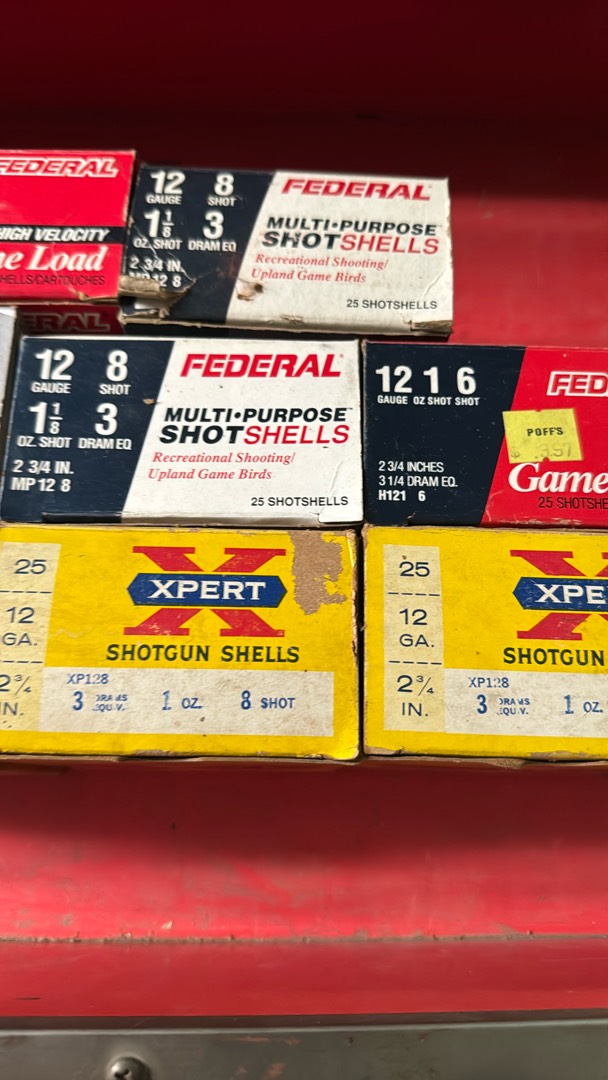 FEDERAL
HIGH VELOCITY
Load
12 8
GAUGE SHOT
1 1/8 3
OZ. SHOT DRAM EQ
2 3/4 IN.
MP 12 8
FEDERAL
MULTI•PURPOSE™
SHOTSHELLS
Recreational Shooting/
Upland Game Birds
25 SHOTSHELLS
12 8
GAUGE SHOT
1 1/8 3
OZ. SHOT DRAM EQ
2 3/4 IN.
MP 12 8
FEDERAL
MULTI•PURPOSE™
SHOTSHELLS
Recreational Shooting/
Upland Game Birds
25 SHOTSHELLS
12 1 6
GAUGE OZ SHOT SHOT
2 3/4 INCHES
3 1/4 DRAM EQ.
H121 6
FED
POFF'S
Game
25 SHOTSHE
25
12
GA.
2 3/4
IN.
XPERT
SHOTGUN SHELLS
XP128
3 DRAMS EQUIV. 1 OZ. 8 SHOT
25
12
GA.
2 3/4
IN.
XPE
SHOTGUN
XP128
3 DRAMS EQUIV. 1 OZ.